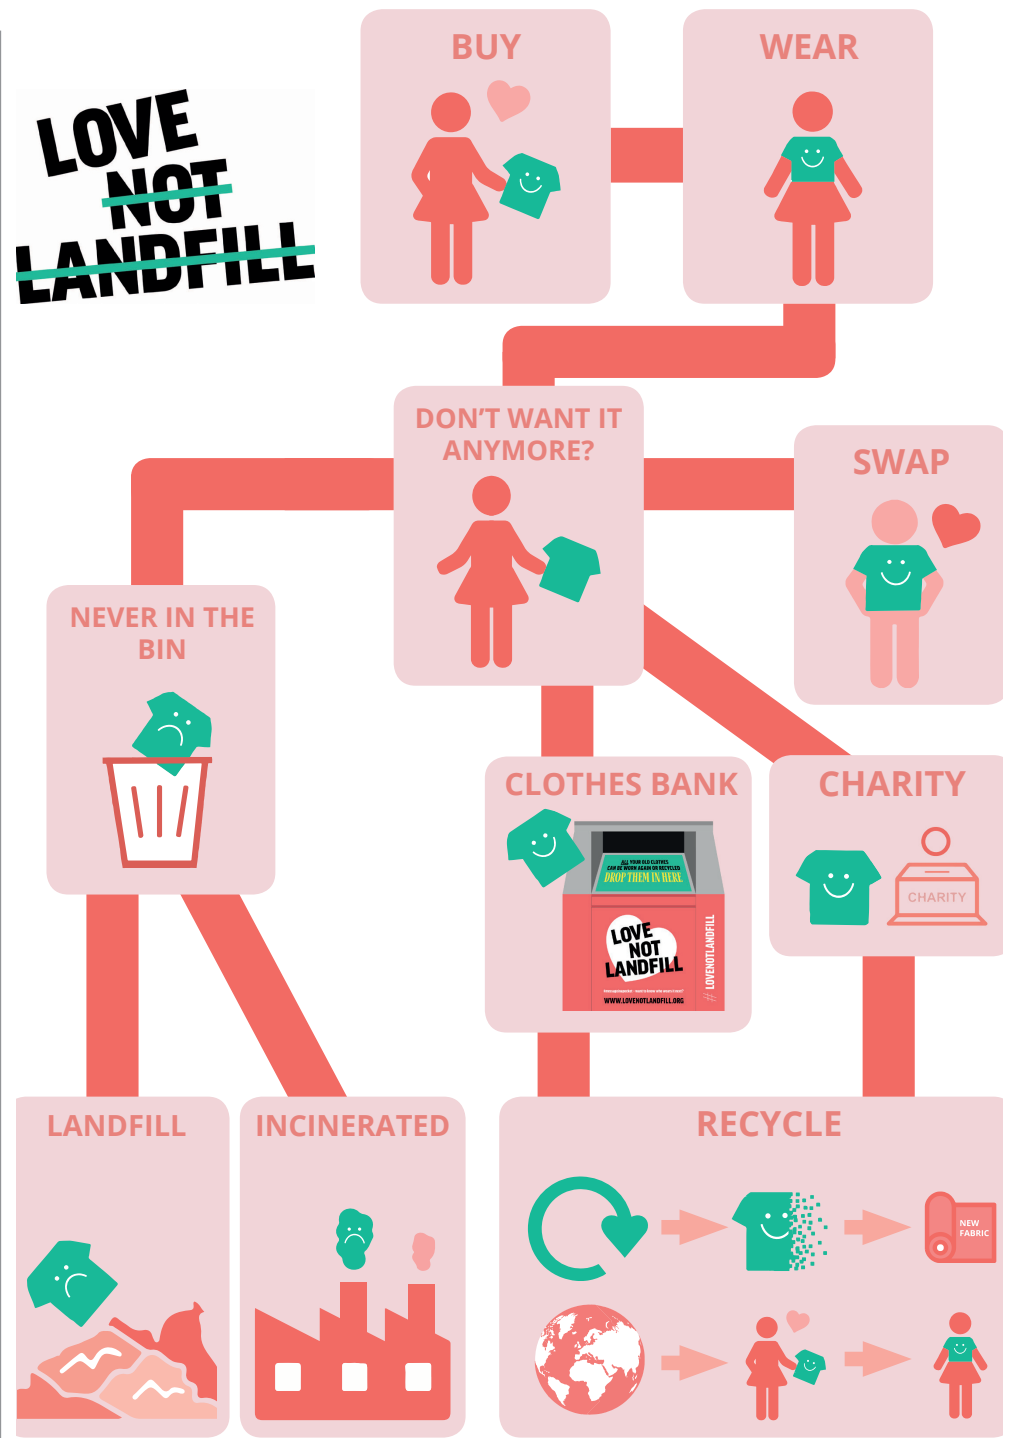 BUY
WEAR
LOVE
NOT
LANDFILL
DON'T WANT IT
ANYMORE?
SWAP
NEVER IN THE
BIN
CLOTHES BANK
ALL YOUR OLD CLOTHES
CAN BE WORN AGAIN OR RECYCLED
DROP THEM IN HERE
LOVE
NOT
LANDFILL
WWW.LOVENOTLANDFILL.ORG
#LOVENOTLANDFILL
CHARITY
CHARITY
LANDFILL
INCINERATED
RECYCLE
NEW
FABRIC